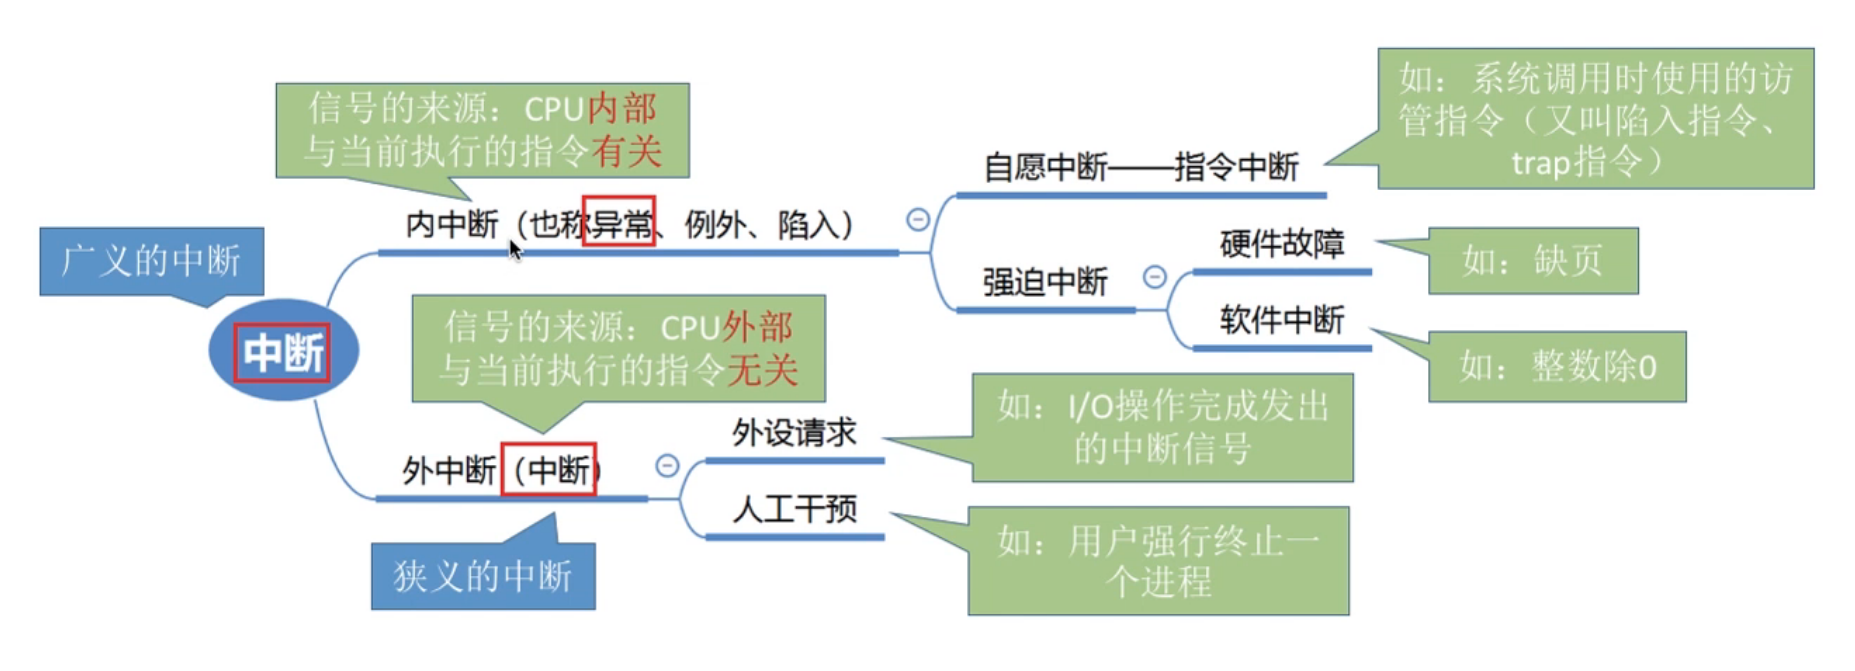 如：系统调用时使用的访
管指令（又叫陷入指令、
trap指令）
信号的来源：CPU内部
与当前执行的指令有关
自愿中断——指令中断
内中断（也称异常、例外、陷入）
广义的中断
硬件故障
如：缺页
强迫中断
信号的来源：CPU外部
与当前执行的指令无关
软件中断
如：整数除0
中断
如：I/O操作完成发出
的中断信号
外设请求
外中断（中断）
人工干预
如：用户强行终止一
个进程
狭义的中断